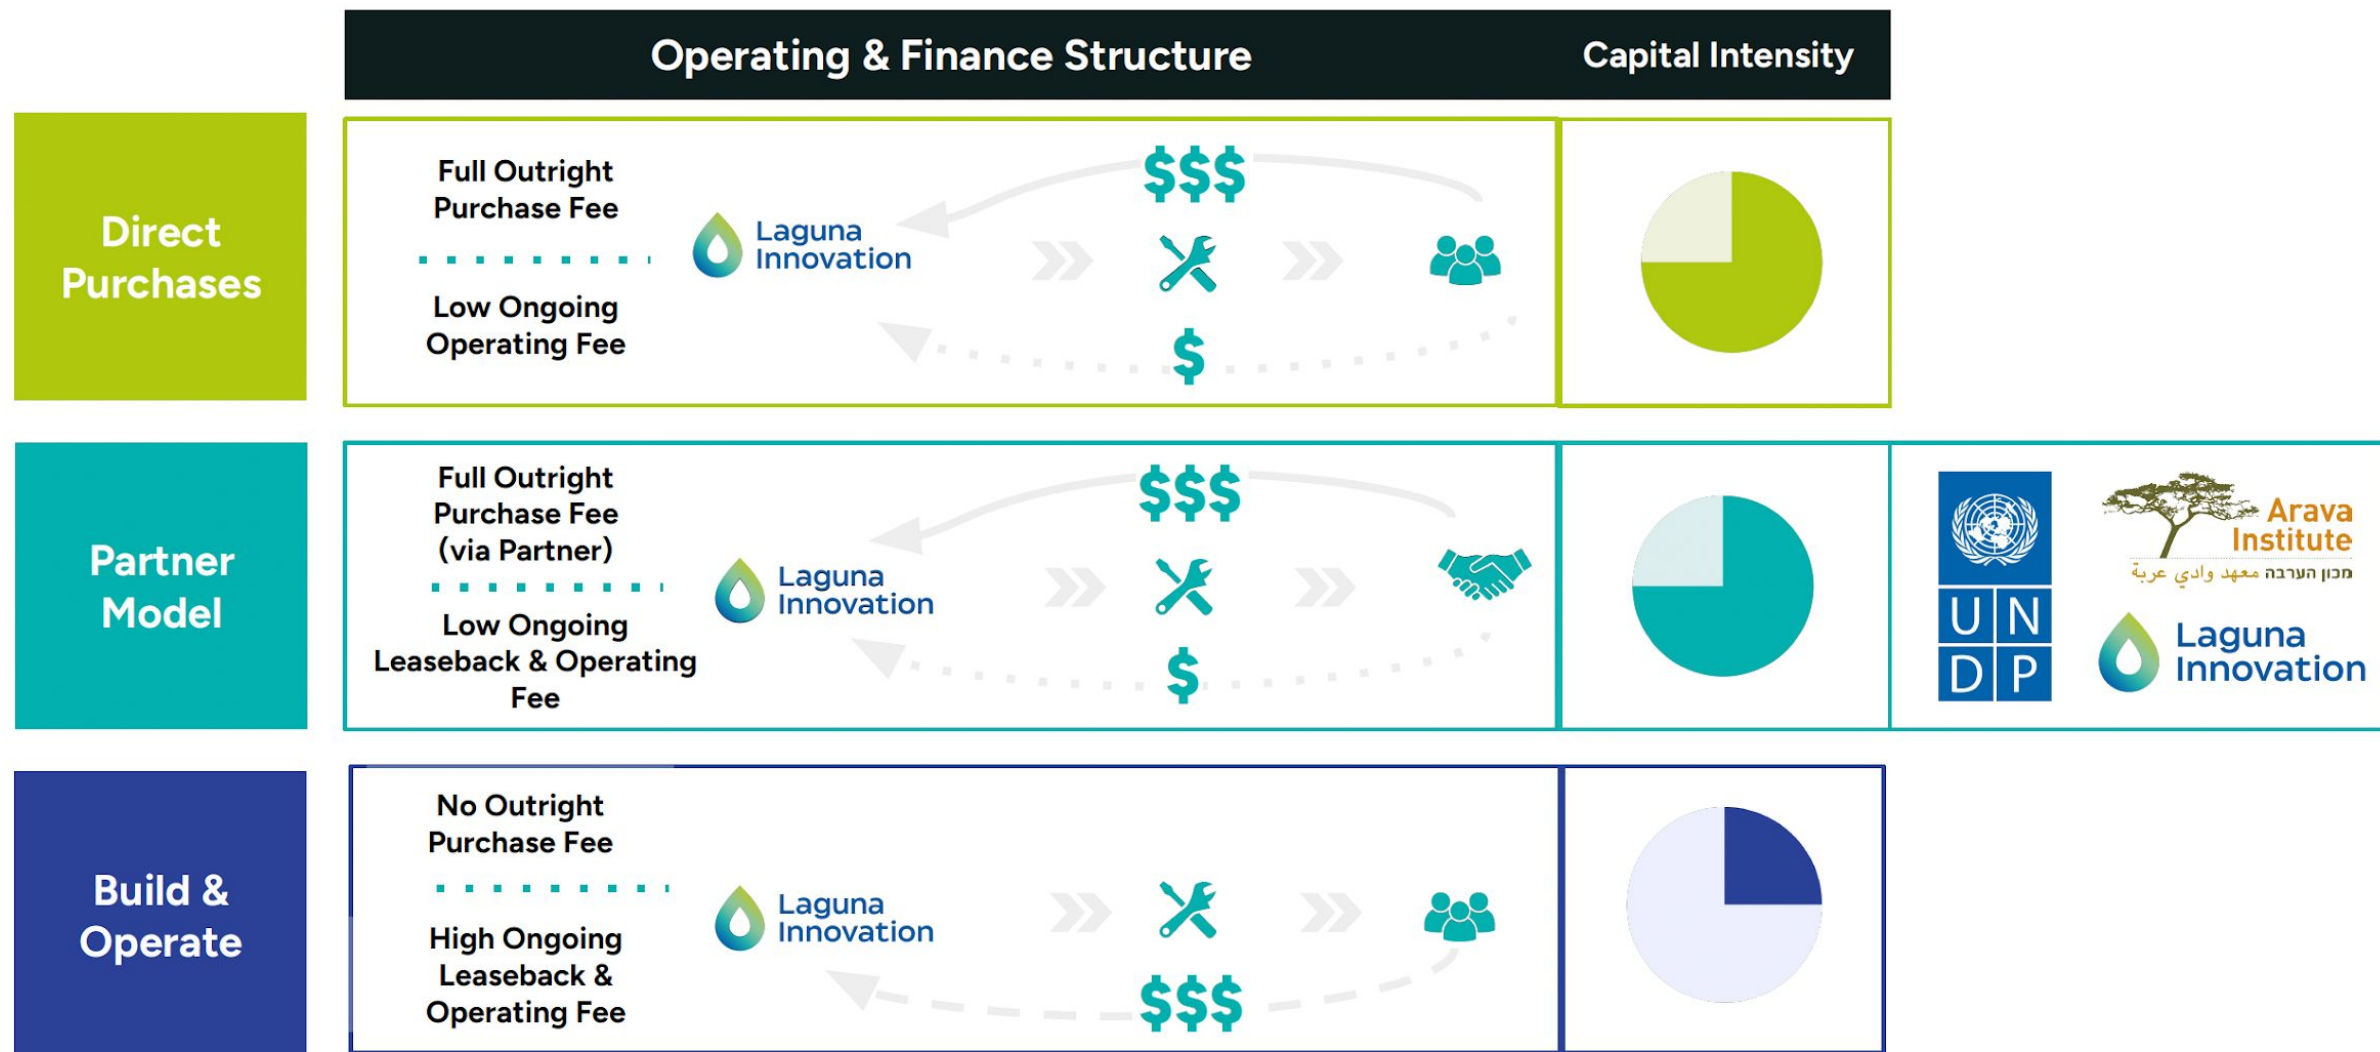 Operating & Finance Structure
Capital Intensity
Direct
Purchases
Full Outright
Purchase Fee
Low Ongoing
Operating Fee
Laguna
Innovation
$$$
$
Partner
Model
Full Outright
Purchase Fee
(via Partner)
Low Ongoing
Leaseback & Operating
Fee
Laguna
Innovation
$$$
$
U N
D P
Arava
Institute
מכון הערבה معهد وادي عربة
Laguna
Innovation
Build &
Operate
No Outright
Purchase Fee
High Ongoing
Leaseback &
Operating Fee
Laguna
Innovation
$$$